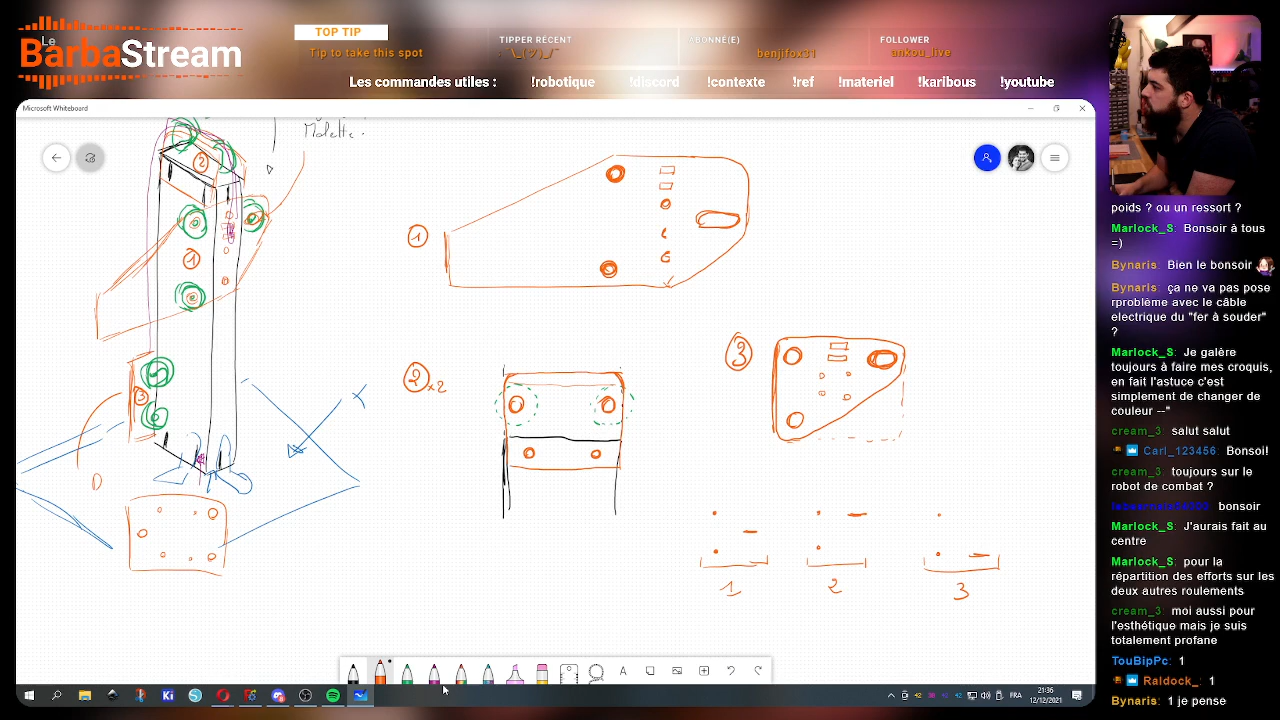 Le
BarbaStream
TOP TIP
Tip to take this spot
TIPPER RÉCENT
¯\_(ツ)_/¯
ABONNÉ(E)
benjifox31
FOLLOWER
ankou_live
Les commandes utiles : !robotique !discord !contexte !ref !materiel !karibous !youtube
Microsoft Whiteboard
Malette :
2
1
3
D
1
2 x2
3
1 2 3
poids ? ou un ressort ?
Marlock_S: Bonsoir à tous
=)
Bynaris: Bien le bonsoir
Bynaris: ça ne va pas pose
rproblème avec le câble
electrique du "fer à souder"
?
Marlock_S: Je galère
toujours à faire mes croquis,
en fait l'astuce c'est
simplement de changer de
couleur --"
cream_3: salut salut
Carl_123456: Bonsoi!
cream_3: toujours sur le
robot de combat ?
bonsoir
Marlock_S: J'aurais fait au
centre
Marlock_S: pour la
répartition des efforts sur les
deux autres roulements
cream_3: moi aussi pour
l'esthétique mais je suis
totalement profane
TouBipPc: 1
Raldock_: 1
Bynaris: 1 je pense
FRA
21:36
12/12/2021